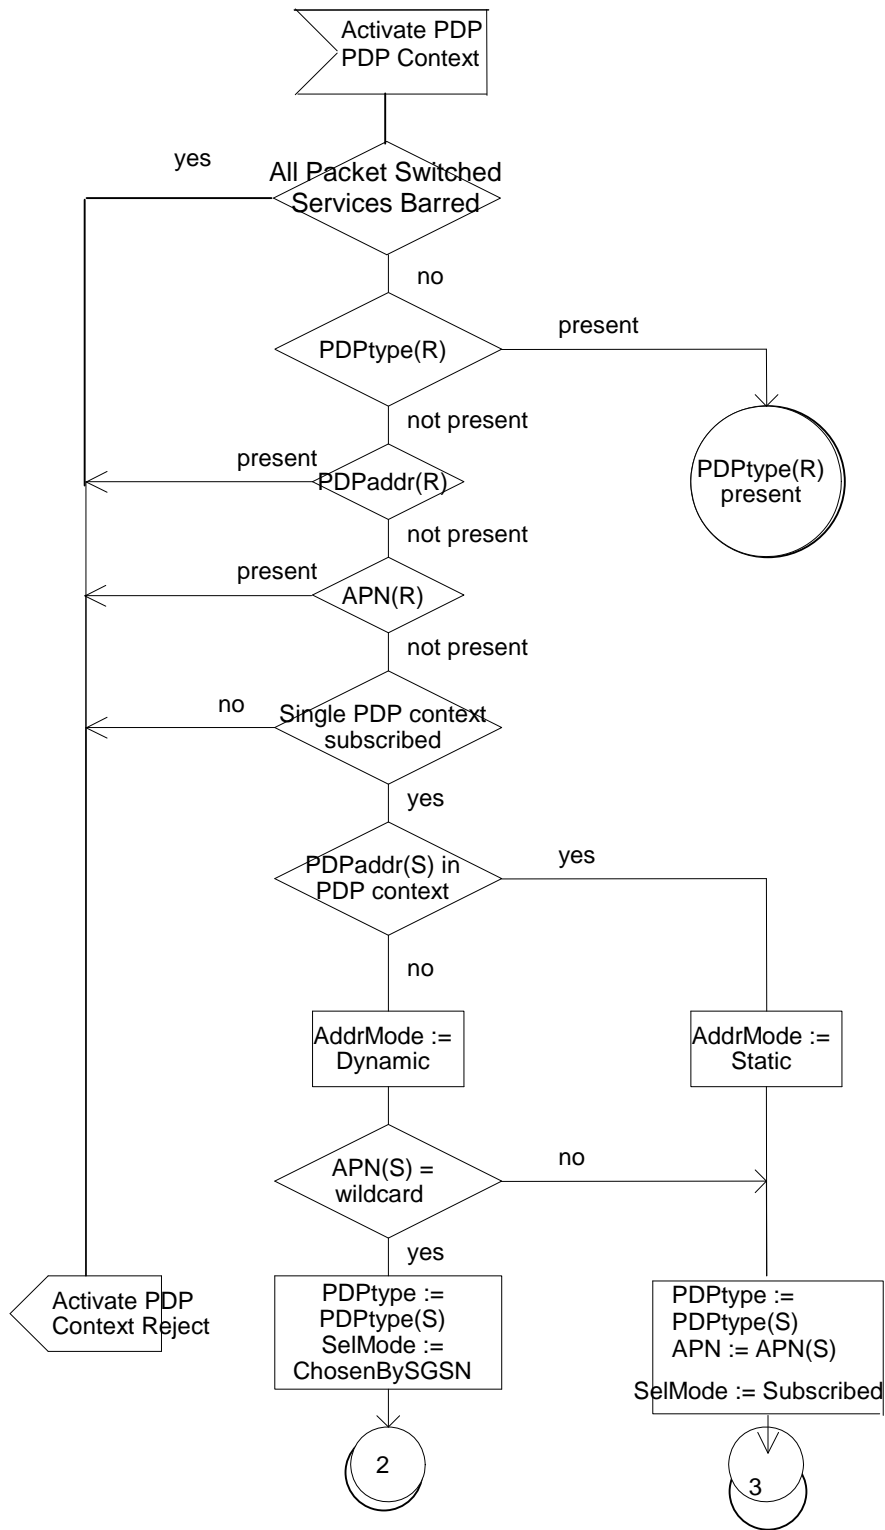 Activate PDP
PDP Context
yes
All Packet Switched
Services Barred
no
PDPtype(R)
present
not present
PDPtype(R)
present
present
PDPaddr(R)
not present
present
APN(R)
not present
no
Single PDP context
subscribed
yes
PDPaddr(S) in
PDP context
yes
no
AddrMode :=
Dynamic
AddrMode :=
Static
APN(S) =
wildcard
no
yes
Activate PDP
Context Reject
PDPtype :=
PDPtype(S)
SelMode :=
ChosenBySGSN
PDPtype :=
PDPtype(S)
APN := APN(S)
SelMode := Subscribed
2
3